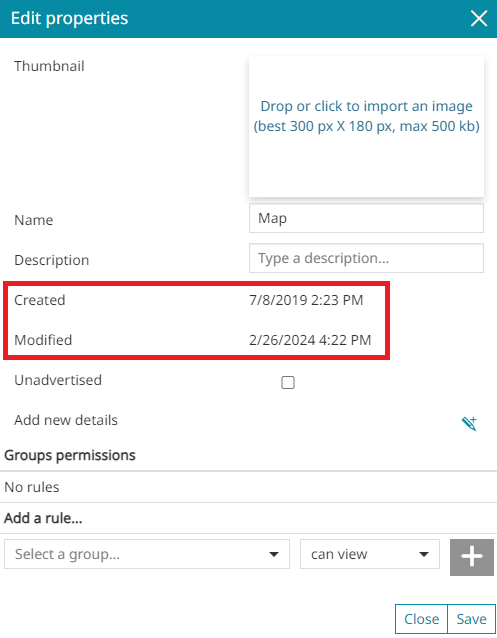 Edit properties
Thumbnail
Drop or click to import an image
(best 300 px X 180 px, max 500 kb)
Name
Map
Description
Type a description...
Created
7/8/2019 2:23 PM
Modified
2/26/2024 4:22 PM
Unadvertised
Add new details
Groups permissions
No rules
Add a rule...
Select a group...
can view
Close
Save